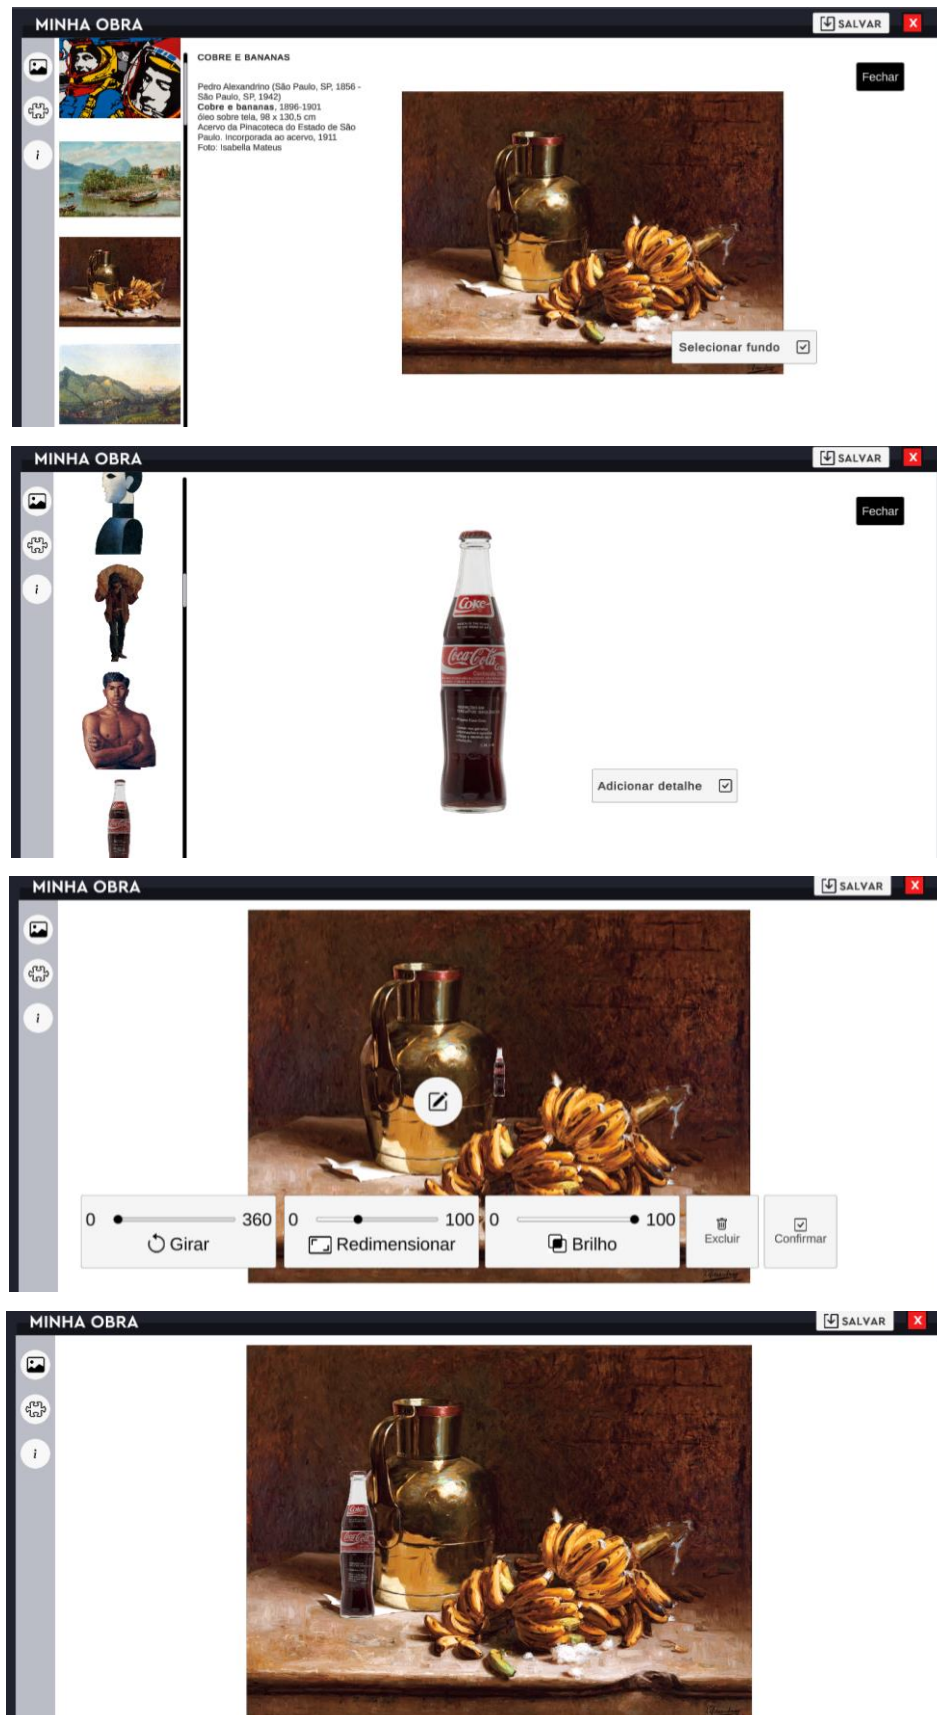 MINHA OBRA
SALVAR
X
COBRE E BANANAS
Fechar
Pedro Alexandrino (São Paulo, SP, 1856 -
São Paulo, SP, 1942)
Cobre e bananas, 1896-1901
óleo sobre tela, 98 x 130,5 cm
Acervo da Pinacoteca do Estado de São
Paulo. Incorporada ao acervo, 1911
Foto: Isabella Mateus
i
Selecionar fundo
MINHA OBRA
SALVAR
X
Fechar
i
Coke
Coca-Cola
Adicionar detalhe
MINHA OBRA
SALVAR
X
i
0 360
Girar
0 100
Redimensionar
0 100
Brilho
Excluir
Confirmar
MINHA OBRA
SALVAR
X
i
Coke
Coca-Cola